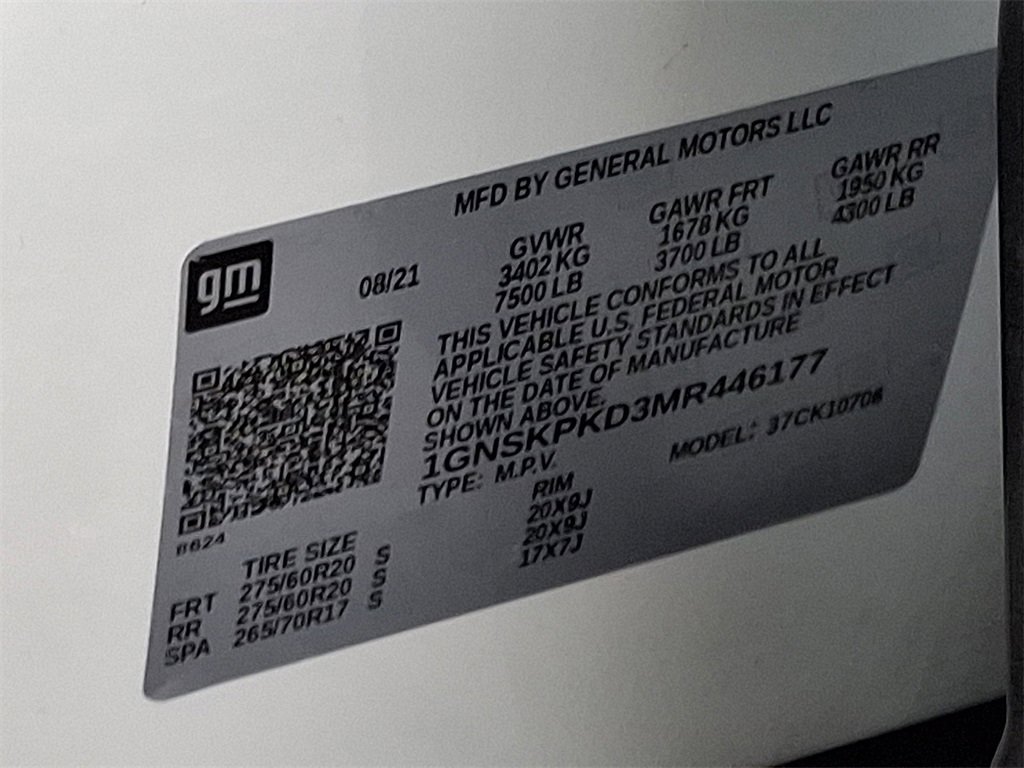 MFD BY GENERAL MOTORS LLC
gm
08/21
GVWR
3402 KG
7500 LB
GAWR FRT
1678 KG
3700 LB
GAWR RR
1950 KG
4300 LB
THIS VEHICLE CONFORMS TO ALL
APPLICABLE U.S. FEDERAL MOTOR
VEHICLE SAFETY STANDARDS IN EFFECT
ON THE DATE OF MANUFACTURE
SHOWN ABOVE.
1GNSKPKD3MR446177
TYPE: M.P.V.
MODEL: 37CK10706
8624
TIRE SIZE
RIM
FRT 275/60R20 S 20X9J
RR 275/60R20 S 20X9J
SPA 265/70R17 S 17X7J